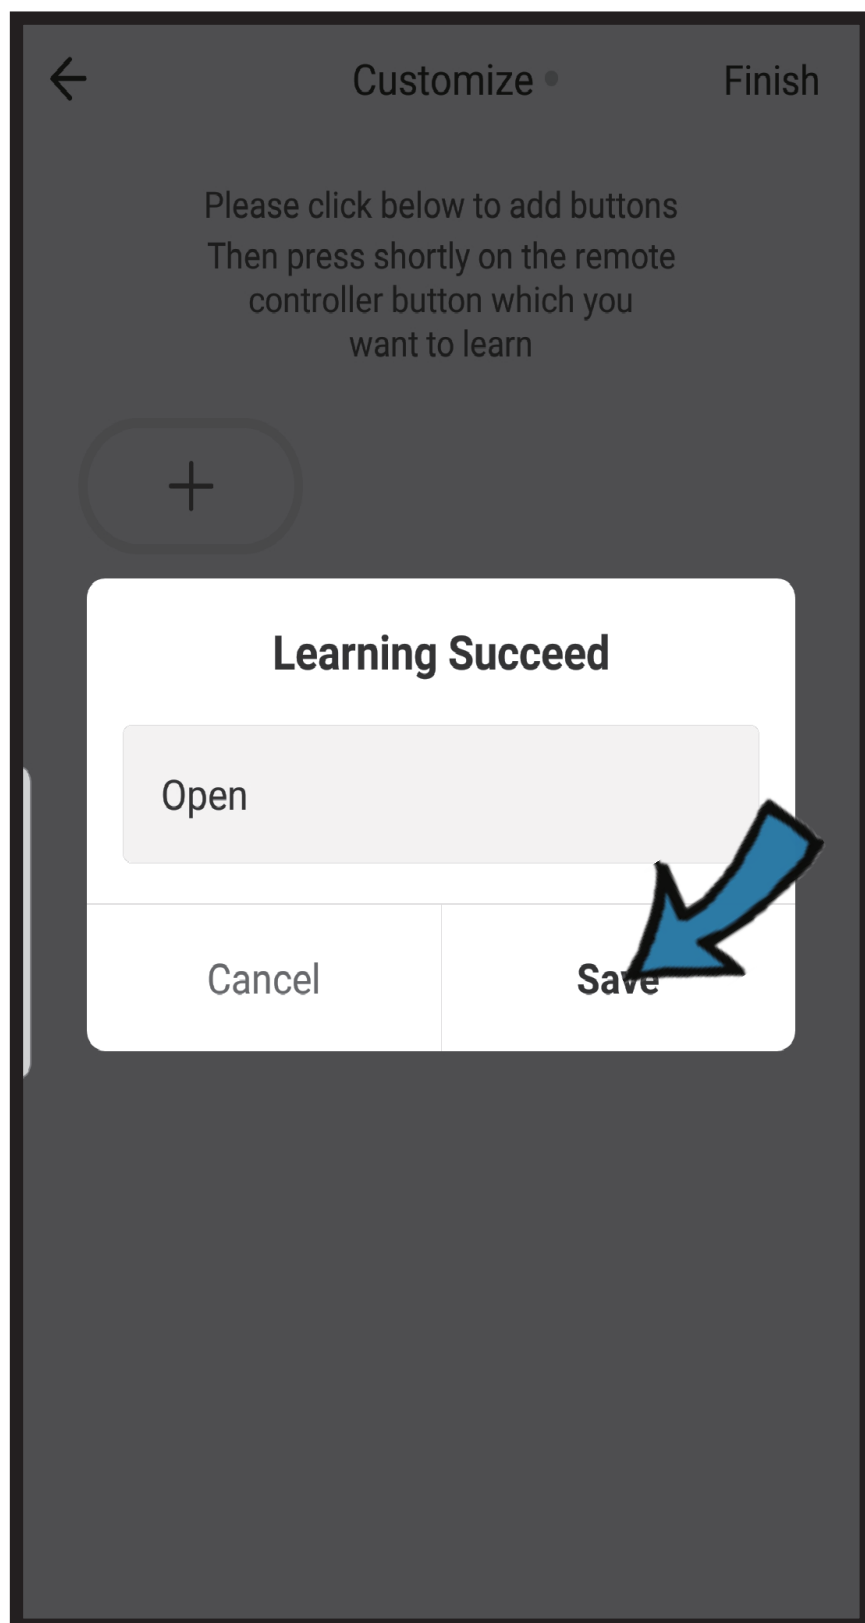 Customize Finish
Please click below to add buttons
Then press shortly on the remote
controller button which you
want to learn
Learning Succeed
Open
Cancel Save